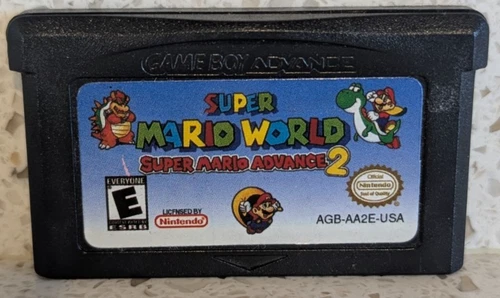 GAME BOY ADVANCE
SUPER
MARIO WORLD
SUPER MARIO ADVANCE 2
EVERYONE
E
ESRB
LICENSED BY
Nintendo
Official
Nintendo
Seal of Quality
AGB-AA2E-USA